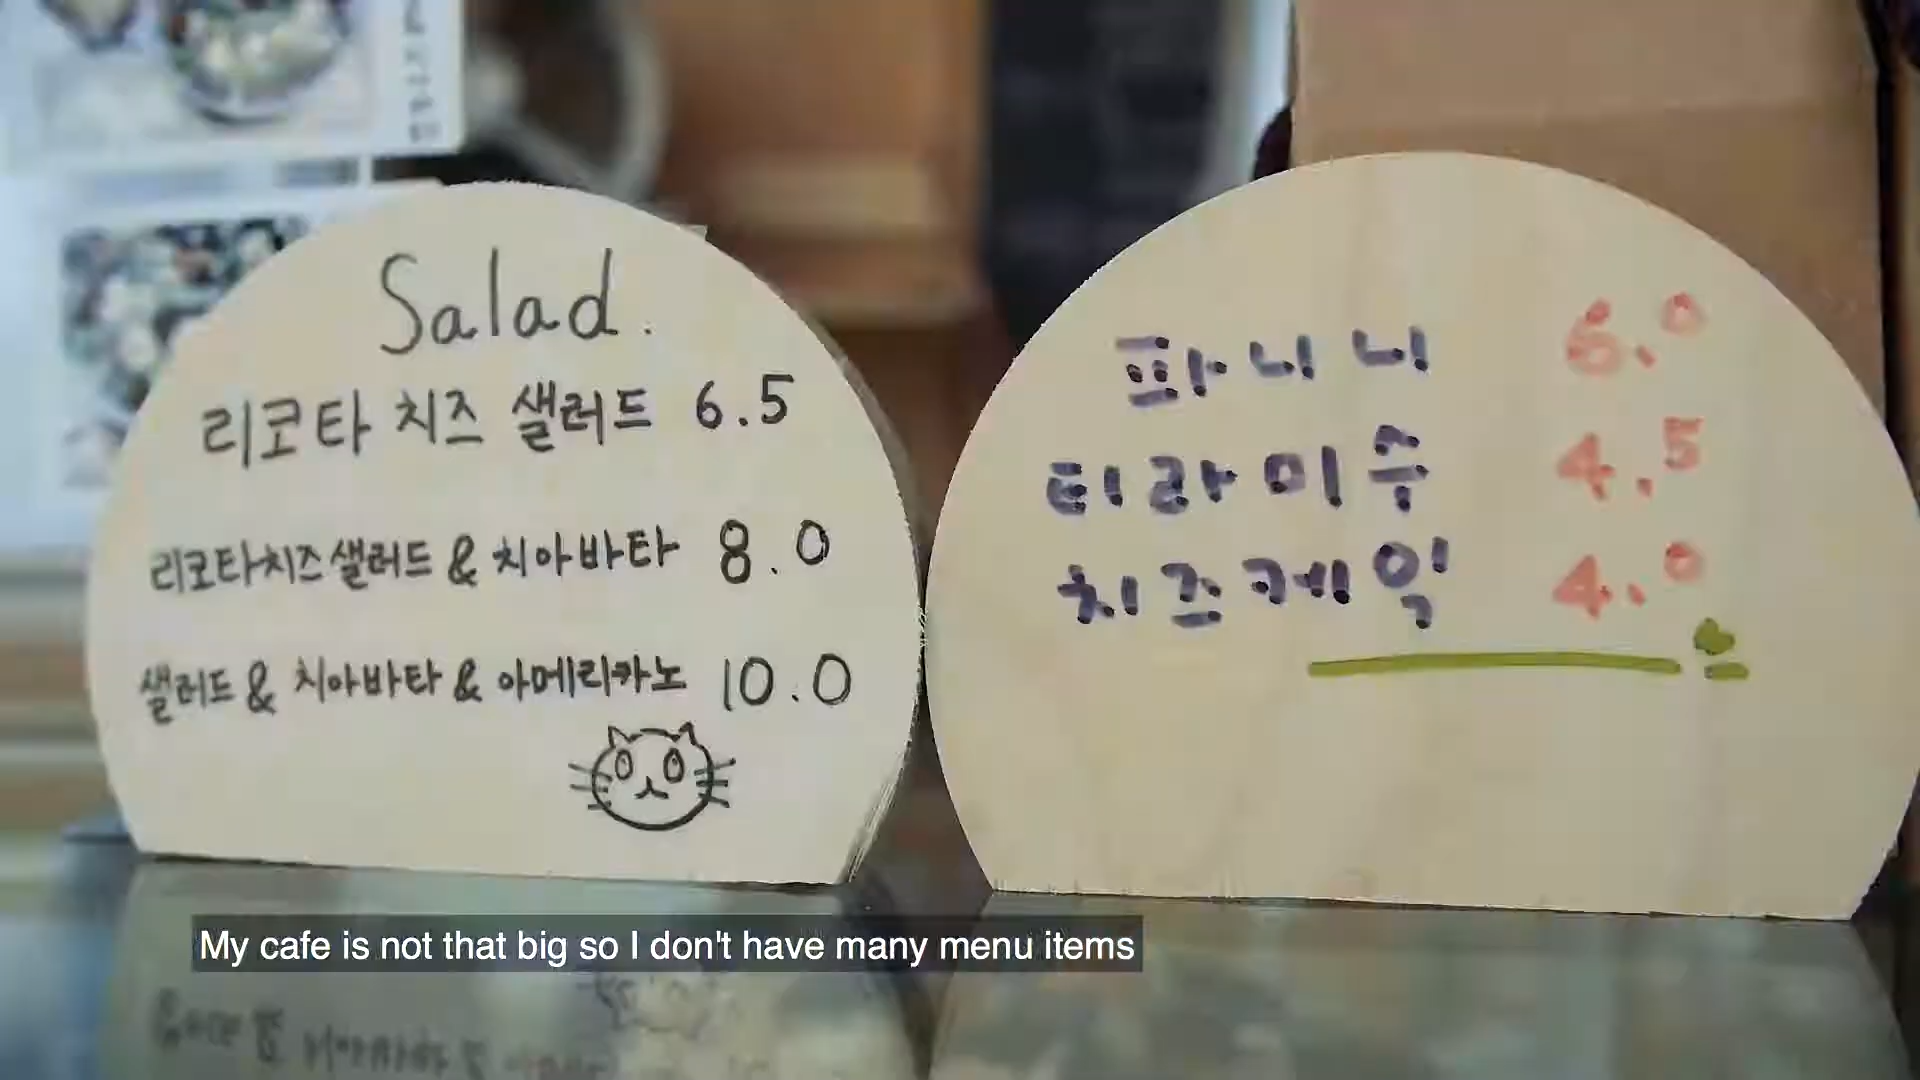 Salad.
리코타 치즈 샐러드 6.5
리코타치즈샐러드 & 치아바타 8.0
샐러드 & 치아바타 & 아메리카노 10.0
파니니 6.0
티라미슈 4.5
치즈케익 4.0
My cafe is not that big so I don't have many menu items